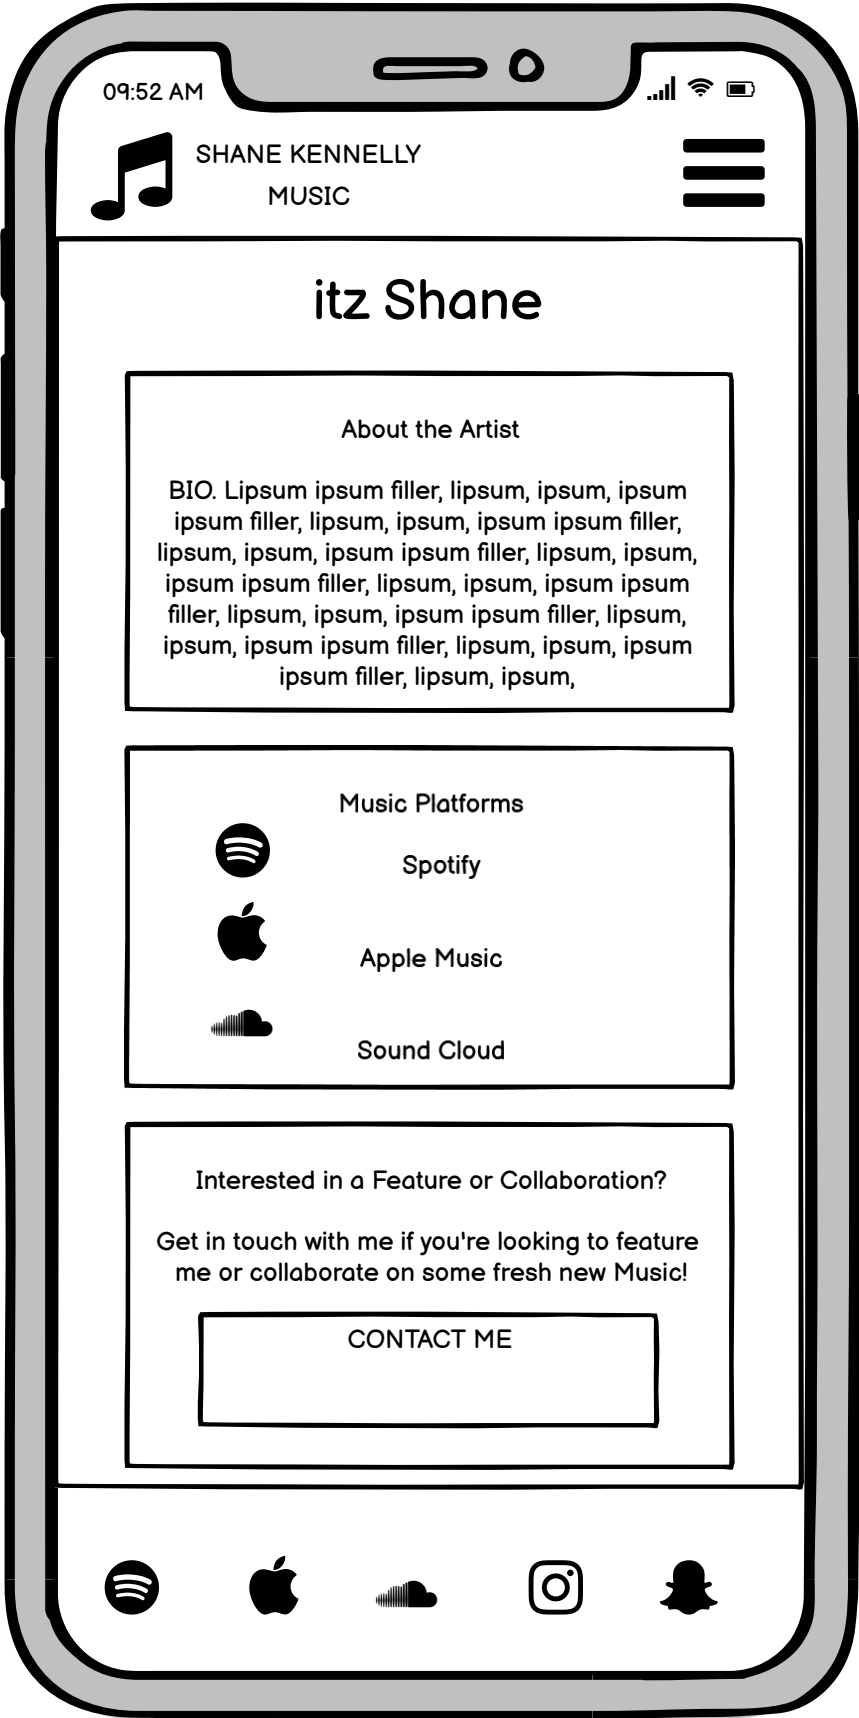 09:52 AM
SHANE KENNELLY
MUSIC
itz Shane
About the Artist
BIO. Lipsum ipsum filler, lipsum, ipsum, ipsum
ipsum filler, lipsum, ipsum, ipsum ipsum filler,
lipsum, ipsum, ipsum ipsum filler, lipsum, ipsum,
ipsum ipsum filler, lipsum, ipsum, ipsum ipsum
filler, lipsum, ipsum, ipsum ipsum filler, lipsum,
ipsum, ipsum ipsum filler, lipsum, ipsum, ipsum
ipsum filler, lipsum, ipsum,
Music Platforms
Spotify
Apple Music
Sound Cloud
Interested in a Feature or Collaboration?
Get in touch with me if you're looking to feature
me or collaborate on some fresh new Music!
CONTACT ME